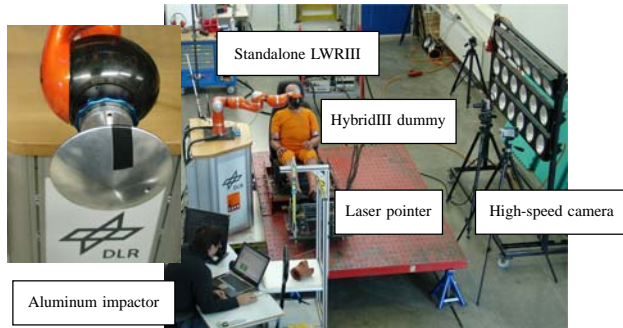 Standalone LWRIII
HybridIII dummy
Laser pointer
High-speed camera
DLR
DLR
Aluminum impactor